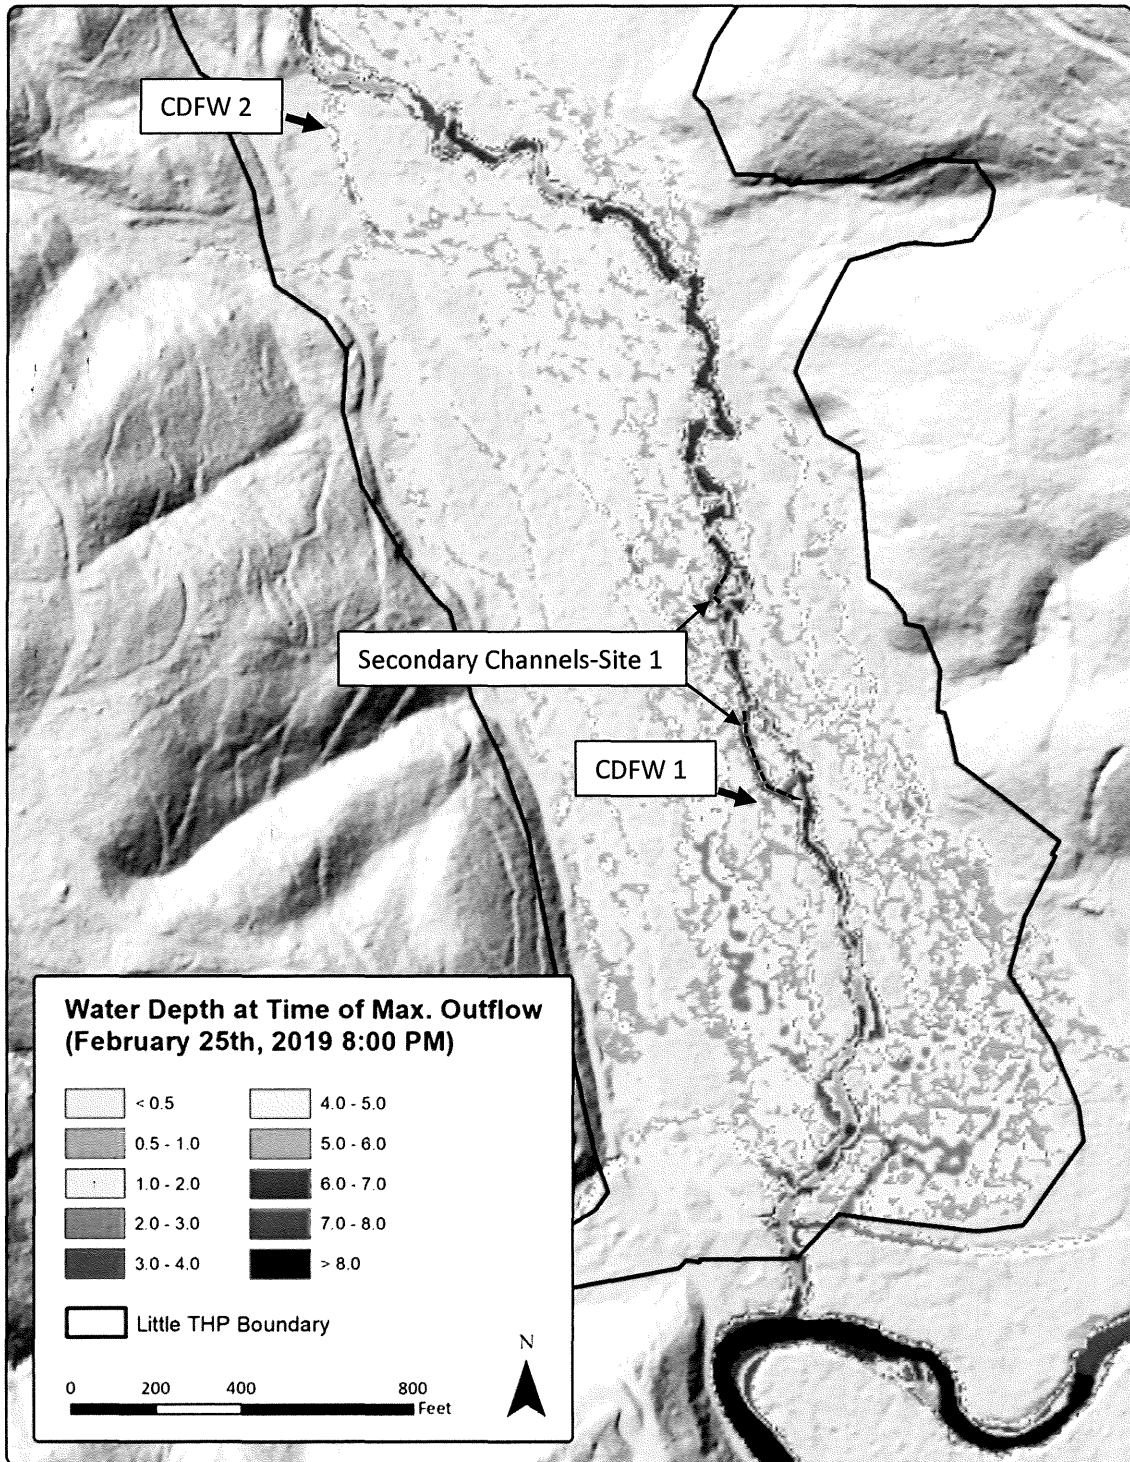 CDFW 2
Secondary Channels-Site 1
CDFW 1
Water Depth at Time of Max. Outflow
(February 25th, 2019 8:00 PM)
< 0.5
4.0 - 5.0
0.5 - 1.0
5.0 - 6.0
1.0 - 2.0
6.0 - 7.0
2.0 - 3.0
7.0 - 8.0
3.0 - 4.0
> 8.0
Little THP Boundary
N
0 200 400 800
Feet